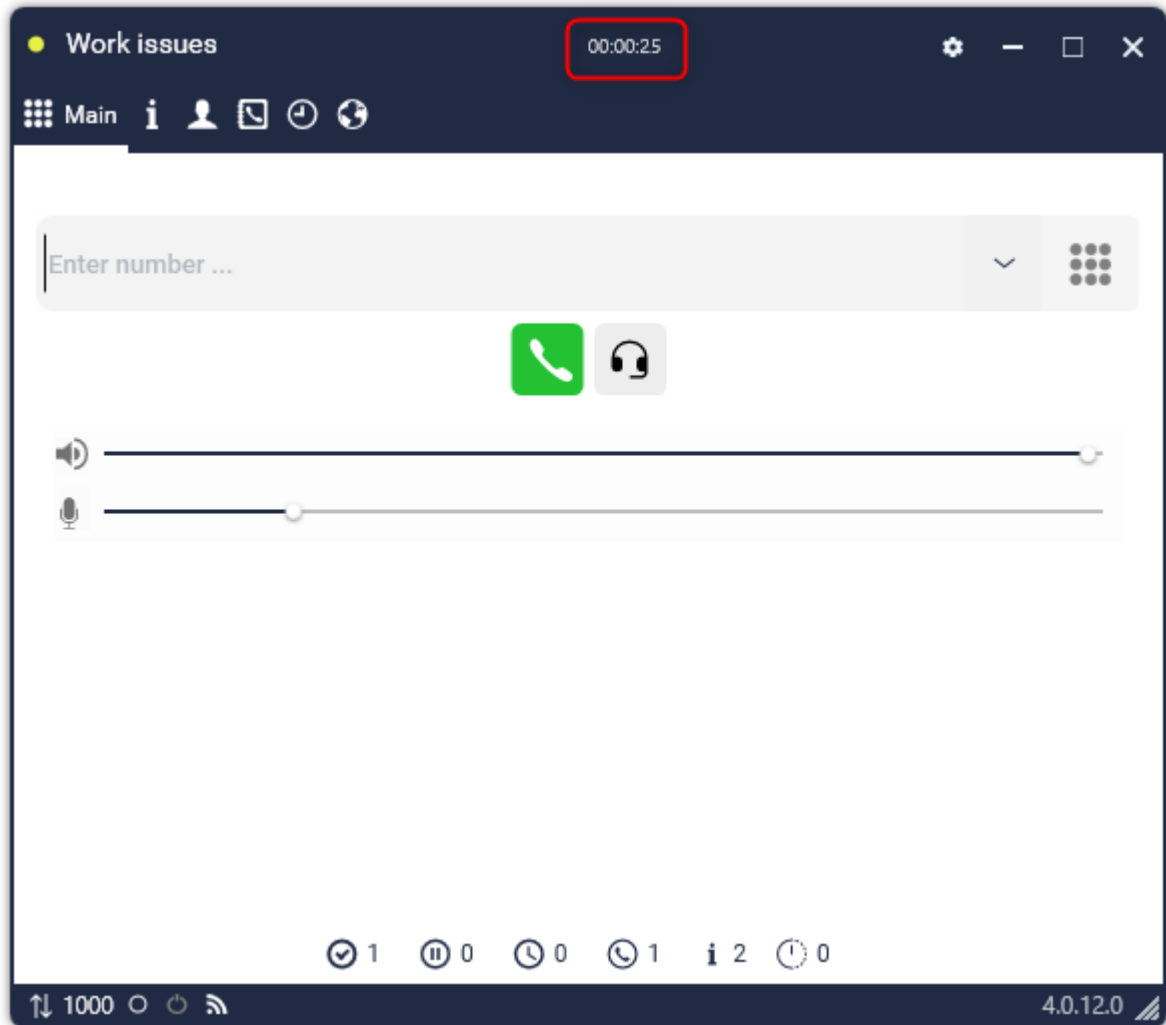 Work issues 00:00:25
Main
Enter number ...
1 0 0 1 2 0
1000 4.0.12.0